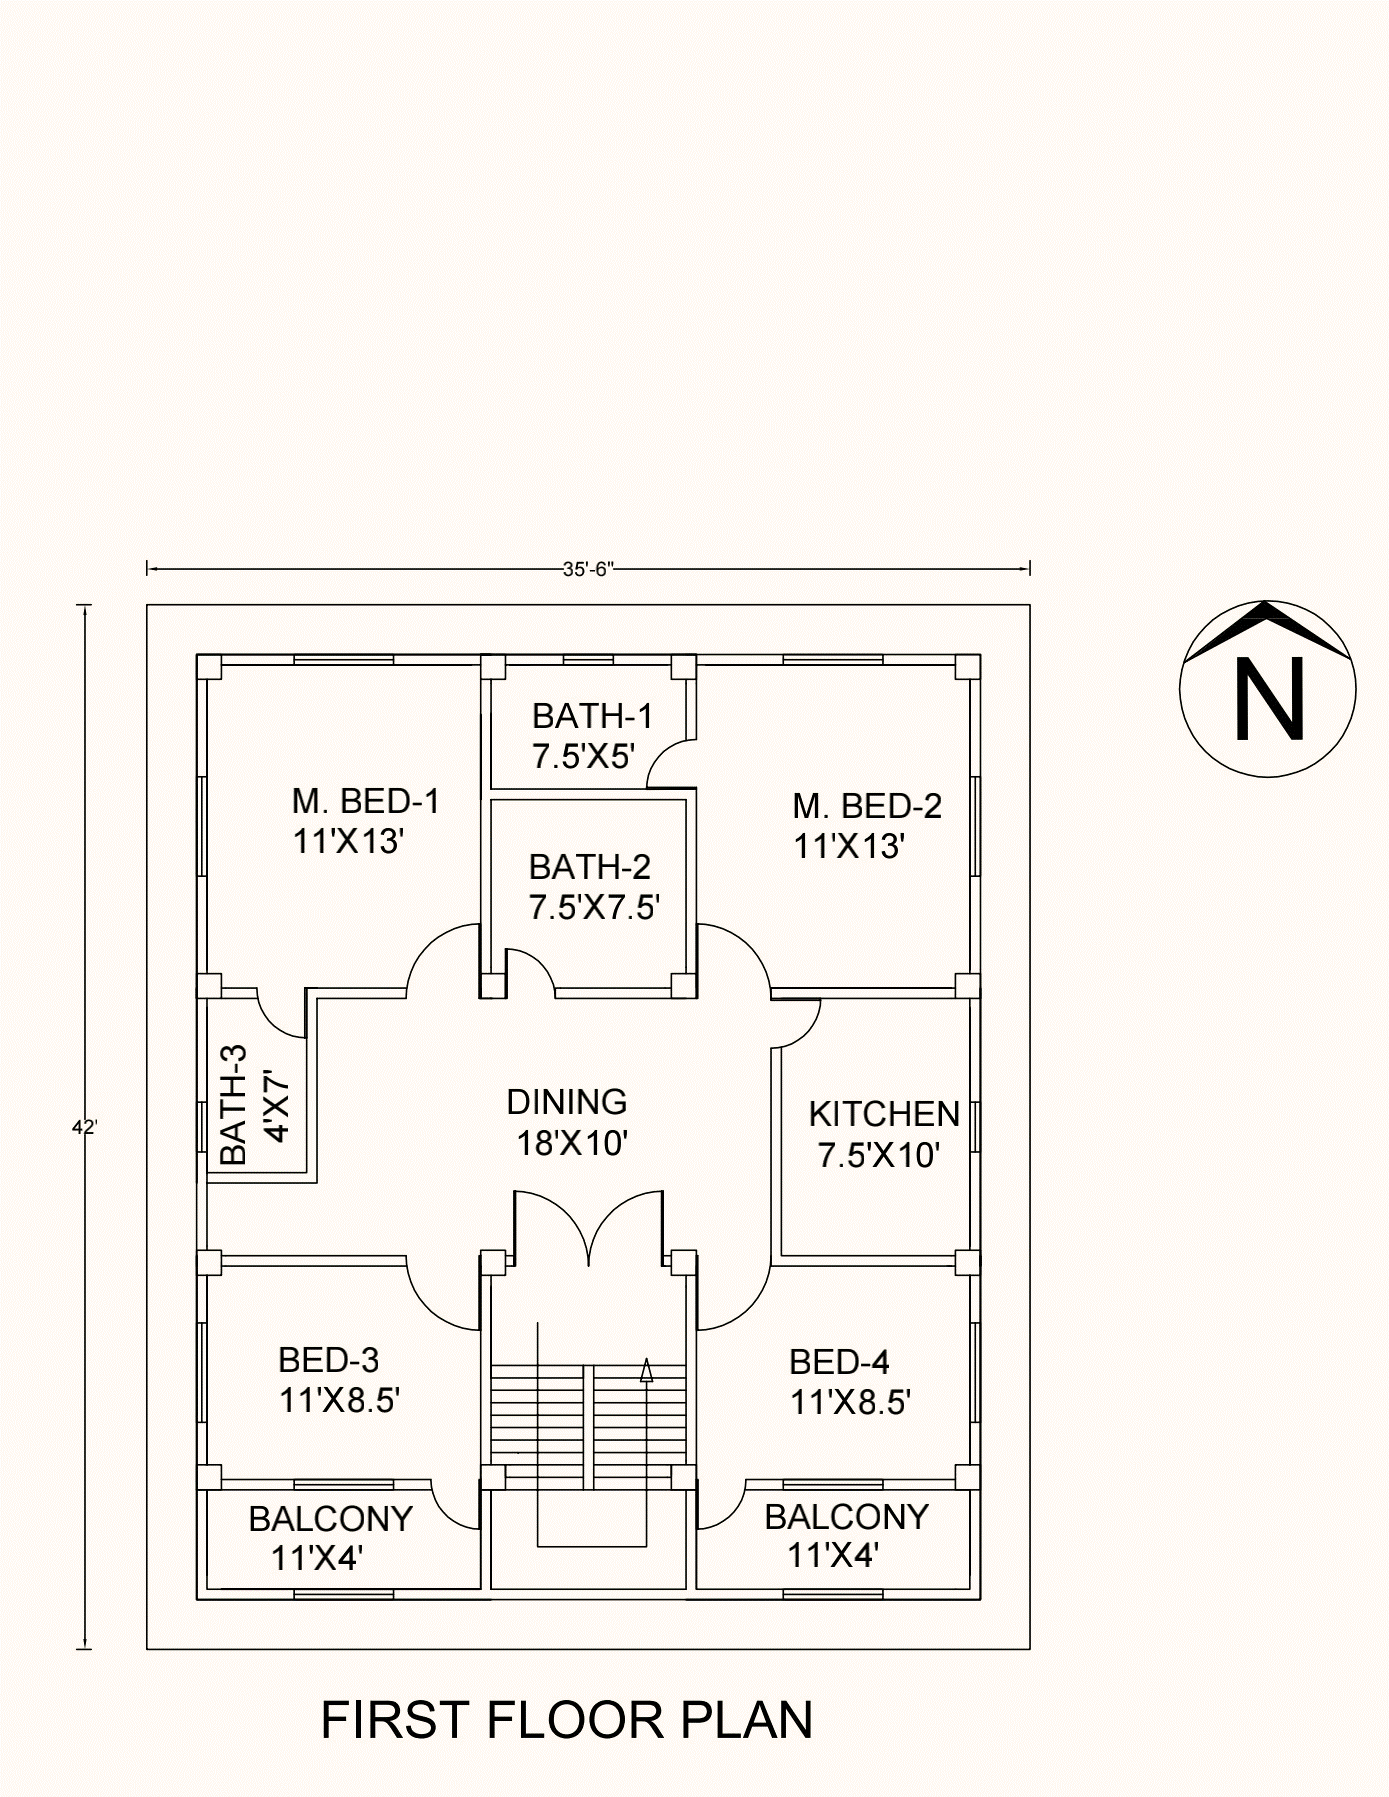 35'-6"
N
BATH-1
7.5'X5'
M. BED-1
11'X13'
M. BED-2
11'X13'
BATH-2
7.5'X7.5'
BATH-3
4'X7'
DINING
18'X10'
KITCHEN
7.5'X10'
42'
BED-3
11'X8.5'
BED-4
11'X8.5'
BALCONY
11'X4'
BALCONY
11'X4'
FIRST FLOOR PLAN